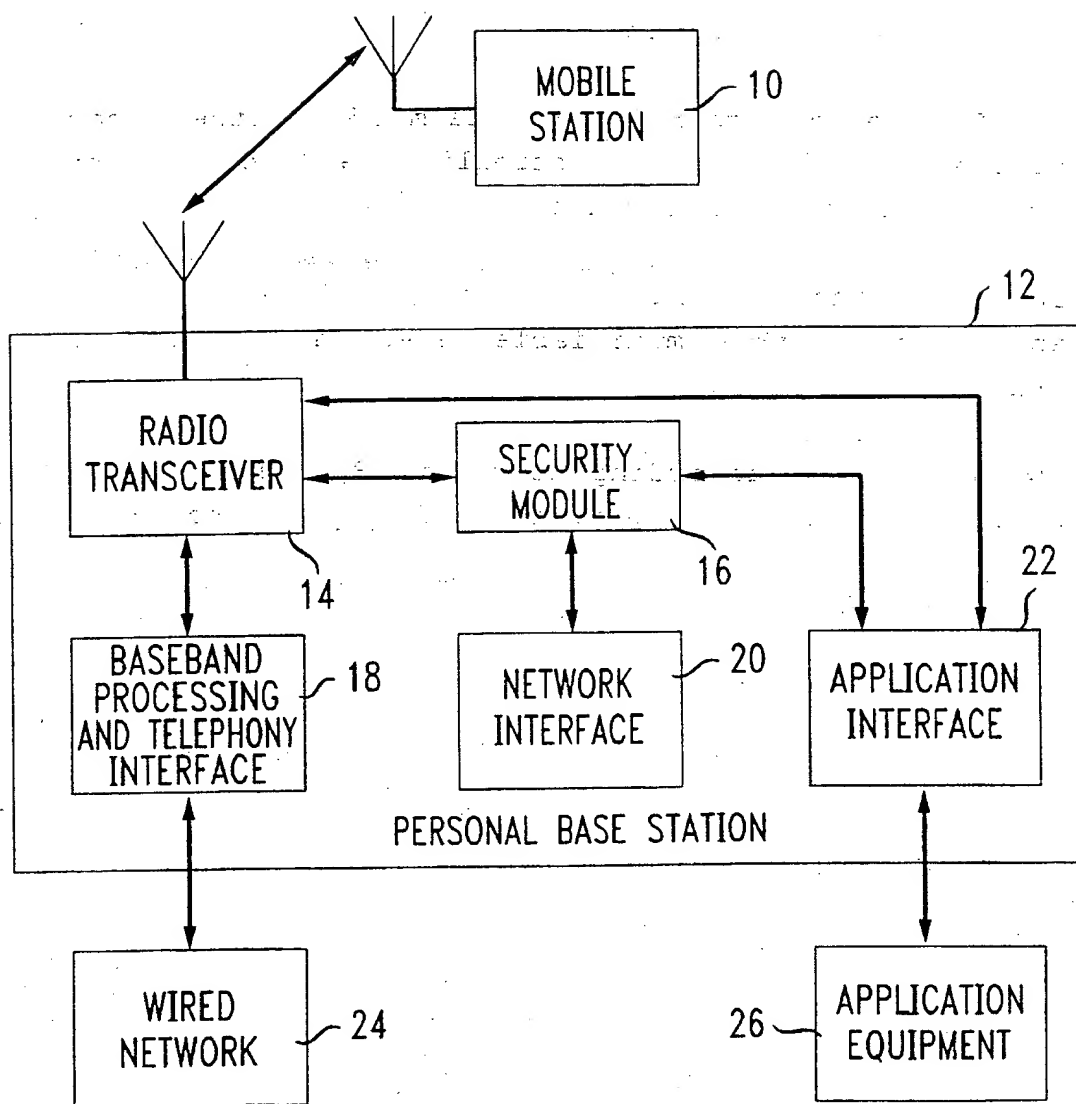 MOBILE
STATION
10
12
RADIO
TRANSCEIVER
14
SECURITY
MODULE
16
22
BASEBAND
PROCESSING
AND TELEPHONY
INTERFACE
18
NETWORK
INTERFACE
20
APPLICATION
INTERFACE
PERSONAL BASE STATION
WIRED
NETWORK
24
26
APPLICATION
EQUIPMENT